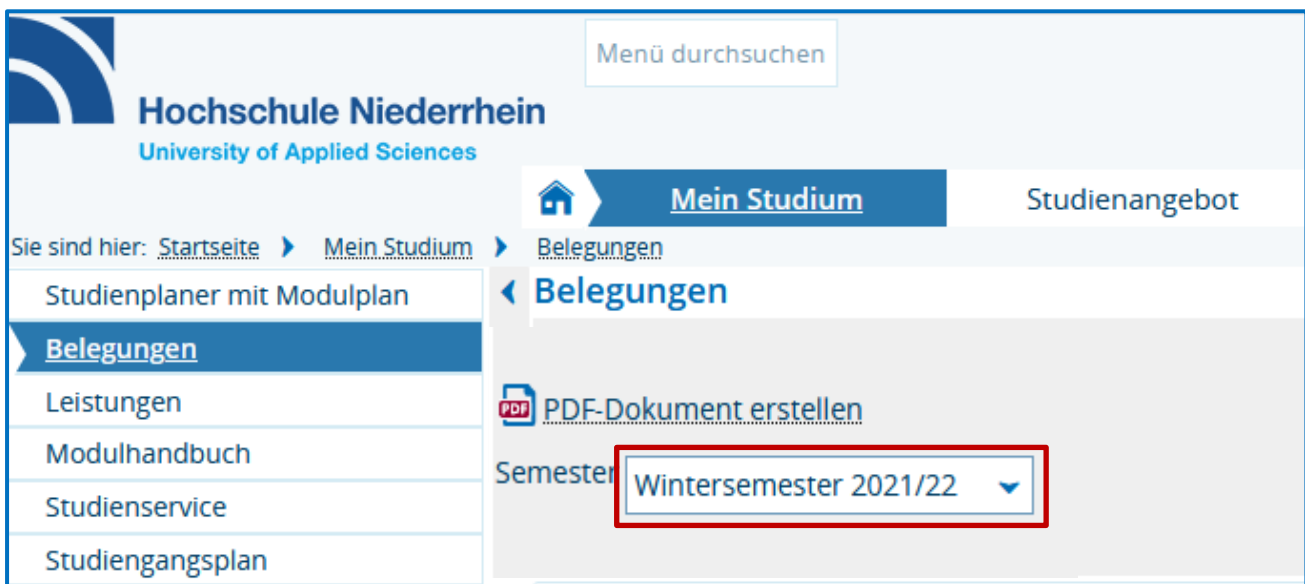 Menü durchsuchen
Hochschule Niederrhein
University of Applied Sciences
Mein Studium
Studienangebot
Sie sind hier: Startseite Mein Studium Belegungen
Studienplaner mit Modulplan
Belegungen
Leistungen
Modulhandbuch
Studienservice
Studiengangsplan
Belegungen
PDF PDF-Dokument erstellen
Semester Wintersemester 2021/22